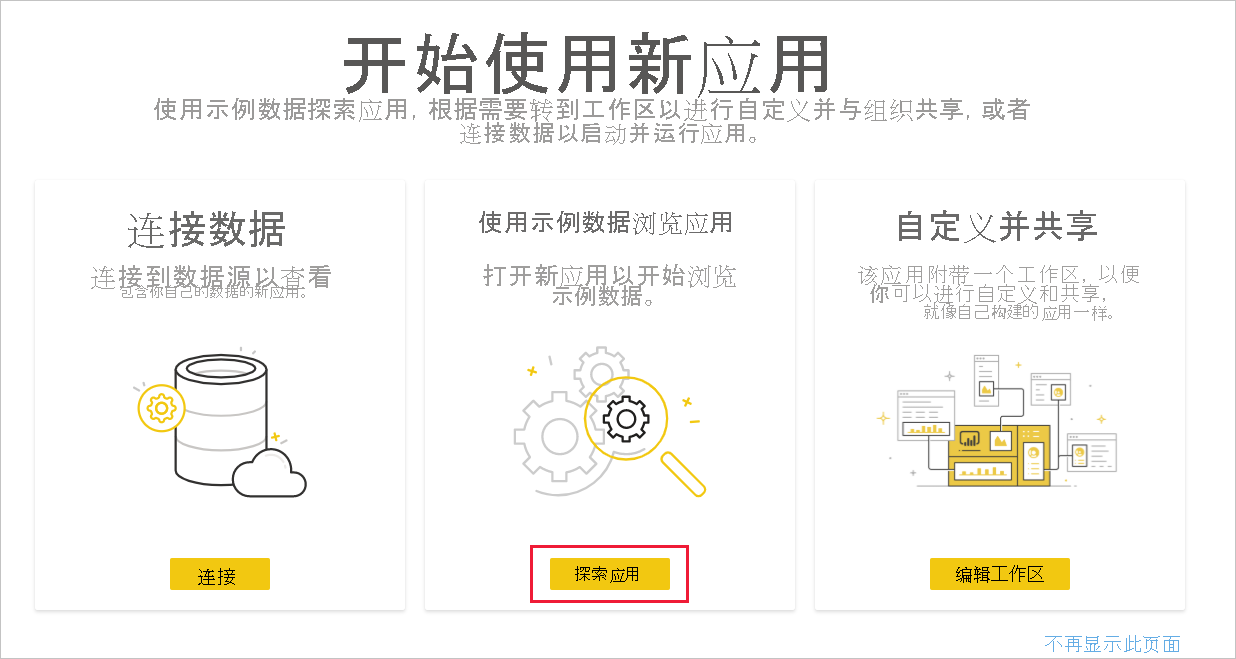 开始使用新应用
使用示例数据探索应用, 根据需要转到工作区以进行自定义并与组织共享, 或者
连接数据以启动并运行应用。
连接数据
连接到数据源以查看
包含你自己的数据的新应用。
连接
使用示例数据浏览应用
打开新应用以开始浏览
示例数据。
探索应用
自定义并共享
该应用附带一个工作区, 以便
你可以进行自定义和共享,
就像自己构建的应用一样。
编辑工作区
不再显示此页面